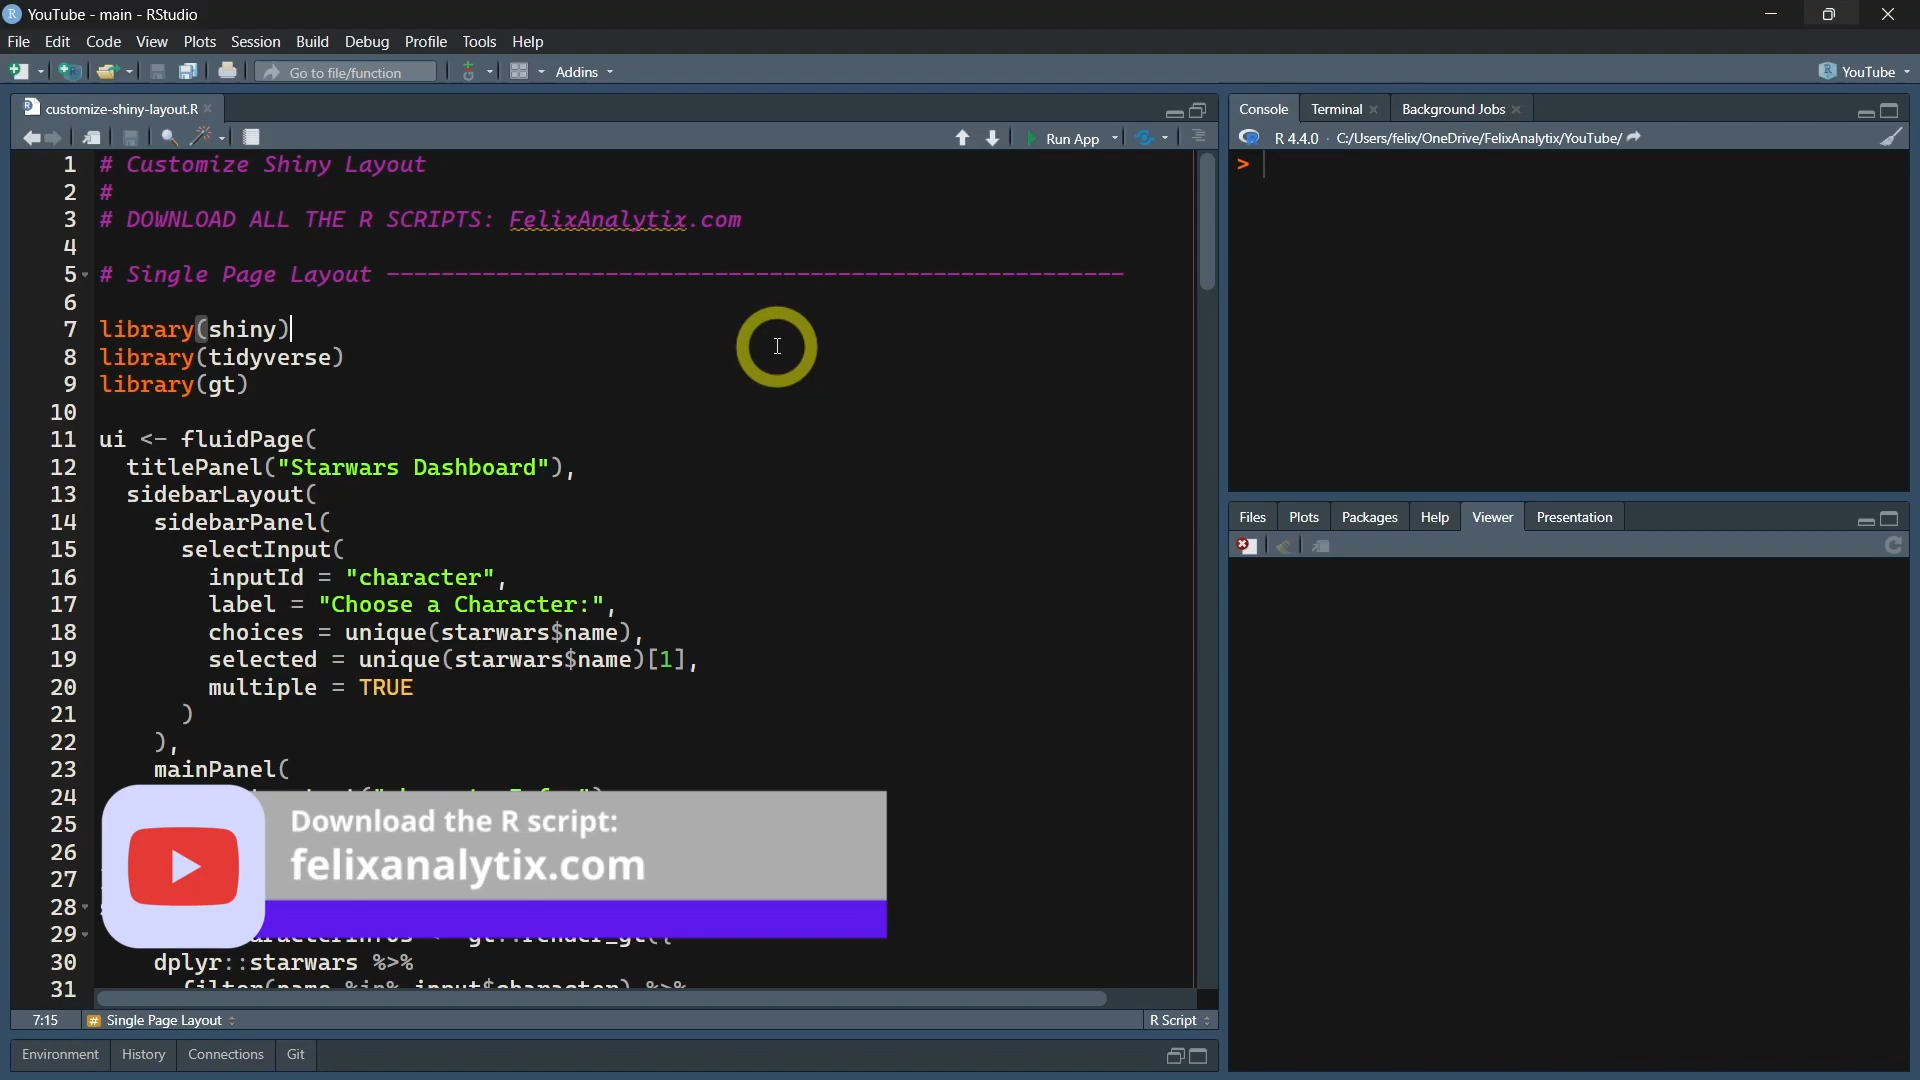 YouTube - main - RStudio
File Edit Code View Plots Session Build Debug Profile Tools Help
Go to file/function
Addins
YouTube
customize-shiny-layout.R
Run App
1 # Customize Shiny Layout
2 #
3 # DOWNLOAD ALL THE R SCRIPTS: FelixAnalytix.com
4
5 # Single Page Layout ------------------------------------------------------
6
7 library(shiny)
8 library(tidyverse)
9 library(gt)
10
11 ui <- fluidPage(
12 titlePanel("Starwars Dashboard"),
13 sidebarLayout(
14 sidebarPanel(
15 selectInput(
16 inputId = "character",
17 label = "Choose a Character:",
18 choices = unique(starwars$name),
19 selected = unique(starwars$name)[1],
20 multiple = TRUE
21 )
22 ),
23 mainPanel(
24
25
26
27
28
29
30 dplyr::starwars %>%
31 filter(name %in% input$character) %>%
Download the R script:
felixanalytix.com
7:15
# Single Page Layout
R Script
Environment History Connections Git
Console Terminal Background Jobs
R 4.4.0 · C:/Users/felix/OneDrive/FelixAnalytix/YouTube/
>
Files Plots Packages Help Viewer Presentation